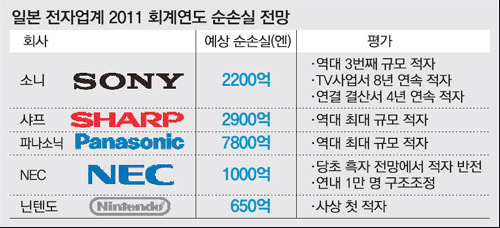 일본 전자업계 2011 회계연도 순손실 전망
회사 예상 순손실(엔) 평가
소니 SONY 2200억
·역대 3번째 규모 적자
·TV사업서 8년 연속 적자
·연결 결산서 4년 연속 적자
샤프 SHARP 2900억 ·역대 최대 규모 적자
파나소닉 Panasonic 7800억 ·역대 최대 규모 적자
NEC NEC 1000억
·당초 흑자 전망에서 적자 반전
·연내 1만 명 구조조정
닌텐도 Nintendo 650억 ·사상 첫 적자